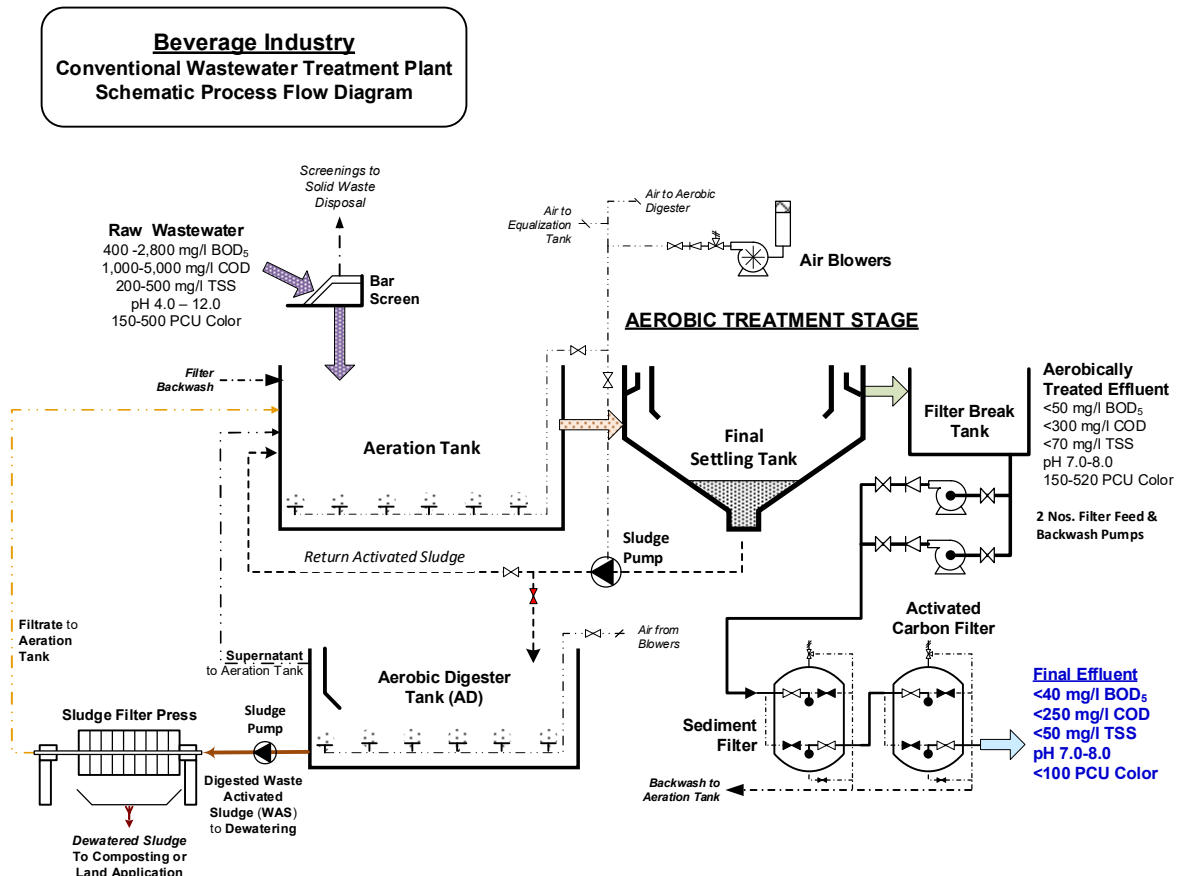 Beverage Industry
Conventional Wastewater Treatment Plant
Schematic Process Flow Diagram
Screenings to
Solid Waste
Disposal
Raw Wastewater
400 -2,800 mg/l BOD5
1,000-5,000 mg/l COD
200-500 mg/l TSS
pH 4.0 – 12.0
150-500 PCU Color
Bar
Screen
Air to
Equalization
Tank
Air to Aerobic
Digester
Air Blowers
AEROBIC TREATMENT STAGE
Filter
Backwash
Aeration Tank
Final
Settling Tank
Filter Break
Tank
Aerobically
Treated Effluent
<50 mg/l BOD5
<300 mg/l COD
<70 mg/l TSS
pH 7.0-8.0
150-520 PCU Color
2 Nos. Filter Feed &
Backwash Pumps
Return Activated Sludge
Sludge
Pump
Filtrate to
Aeration
Tank
Supernatant
to Aeration Tank
Aerobic Digester
Tank (AD)
Air from
Blowers
Activated
Carbon Filter
Sediment
Filter
Final Effluent
<40 mg/l BOD5
<250 mg/l COD
<50 mg/l TSS
pH 7.0-8.0
<100 PCU Color
Backwash to
Aeration Tank
Sludge Filter Press
Sludge
Pump
Digested Waste
Activated
Sludge (WAS)
to Dewatering
Dewatered Sludge
To Composting or
Land Application